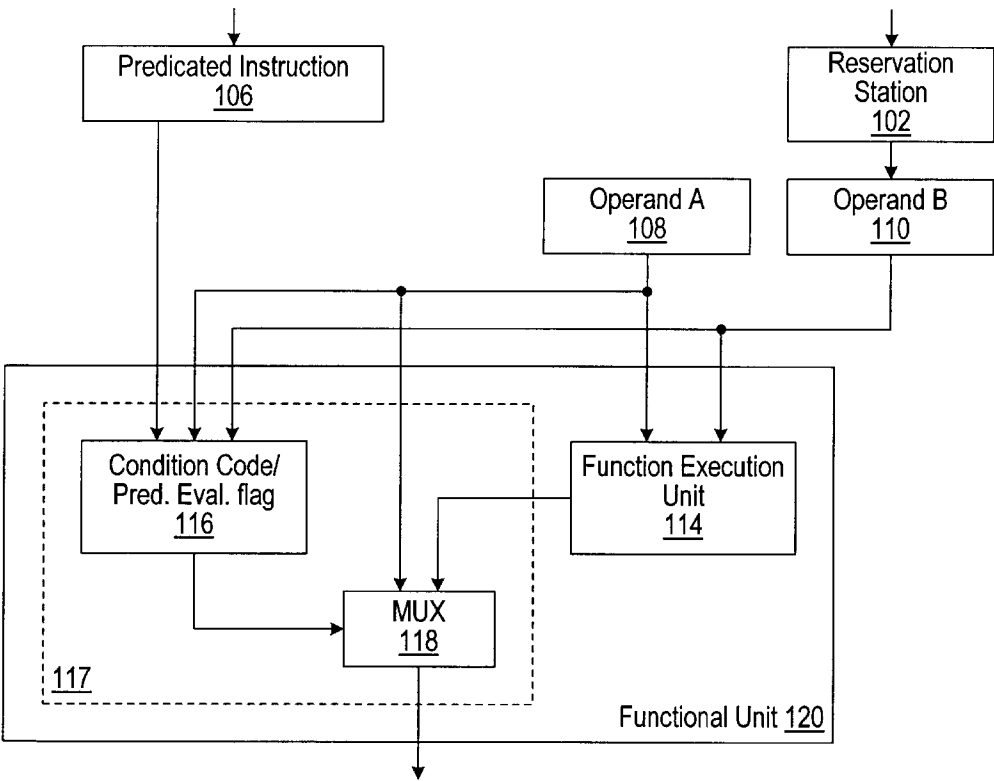 Predicated Instruction
106
Reservation
Station
102
Operand A
108
Operand B
110
Condition Code/
Pred. Eval. flag
116
Function Execution
Unit
114
MUX
118
117
Functional Unit 120